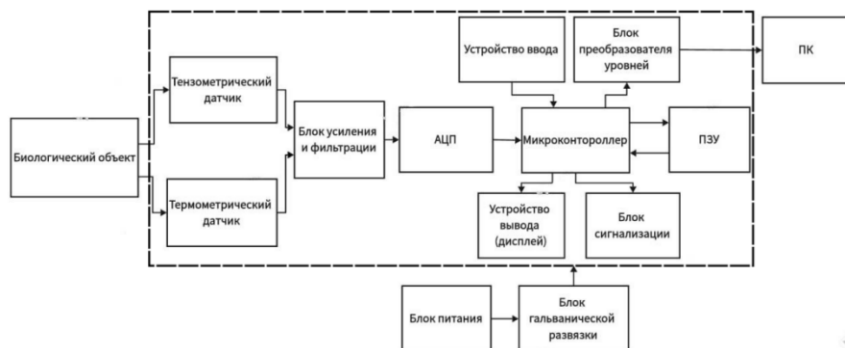 Биологический объект
Тензометрический
датчик
Термометрический
датчик
Блок усиления
и фильтрации
АЦП
Устройство ввода
Блок
преобразователя
уровней
ПК
Микроконтороллер
ПЗУ
Устройство
вывода
(дисплей)
Блок
сигнализации
Блок питания
Блок
гальванической
развязки